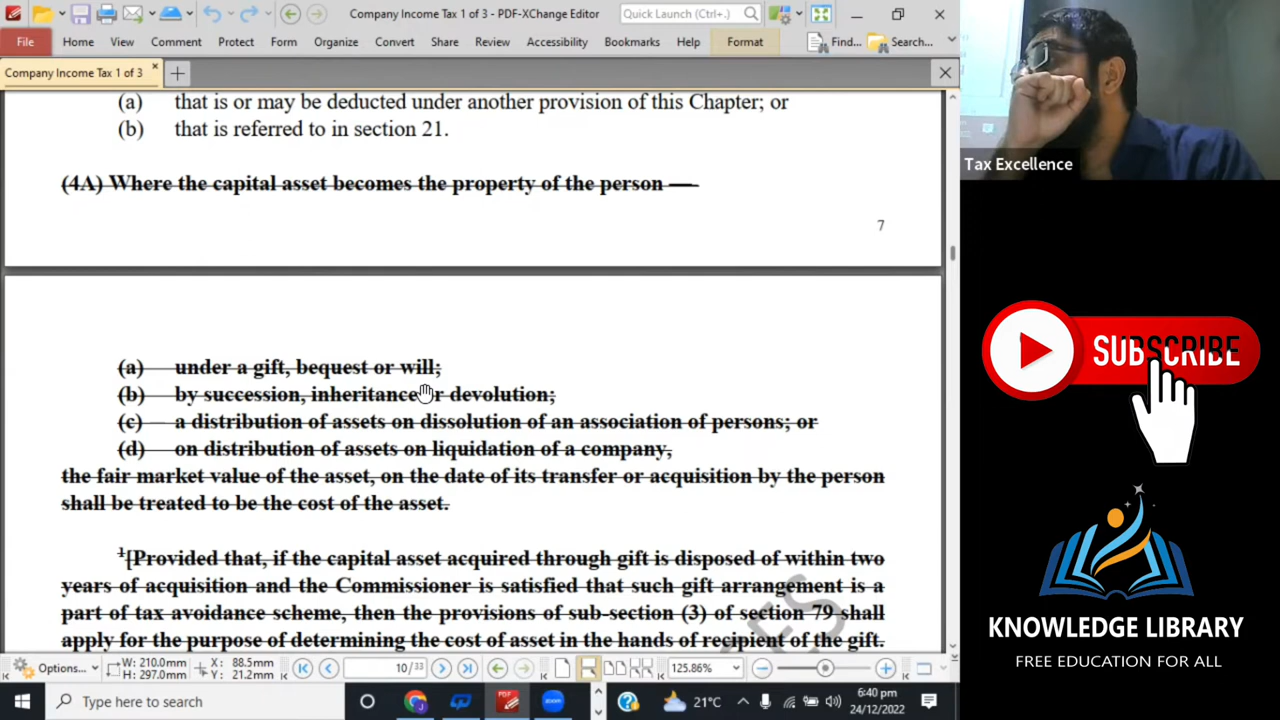 Company Income Tax 1 of 3 - PDF-XChange Editor
Quick Launch (Ctrl+.)
File Home View Comment Protect Form Organize Convert Share Review Accessibility Bookmarks Help Format Find... Search...
Company Income Tax 1 of 3
(a) that is or may be deducted under another provision of this Chapter; or
(b) that is referred to in section 21.
(4A) Where the capital asset becomes the property of the person —
7
(a) under a gift, bequest or will;
(b) by succession, inheritance or devolution;
(c) a distribution of assets on dissolution of an association of persons; or
(d) on distribution of assets on liquidation of a company,
the fair market value of the asset, on the date of its transfer or acquisition by the person
shall be treated to be the cost of the asset.
1[Provided that, if the capital asset acquired through gift is disposed of within two
years of acquisition and the Commissioner is satisfied that such gift arrangement is a
part of tax avoidance scheme, then the provisions of sub-section (3) of section 79 shall
apply for the purpose of determining the cost of asset in the hands of recipient of the gift.
Options...
W: 210.0mm
H: 297.0mm
X: 88.5mm
Y: 21.2mm
10 / 33
125.86%
Type here to search
21°C
6:40 pm
24/12/2022
Tax Excellence
SUBSCRIBE
KNOWLEDGE LIBRARY
FREE EDUCATION FOR ALL